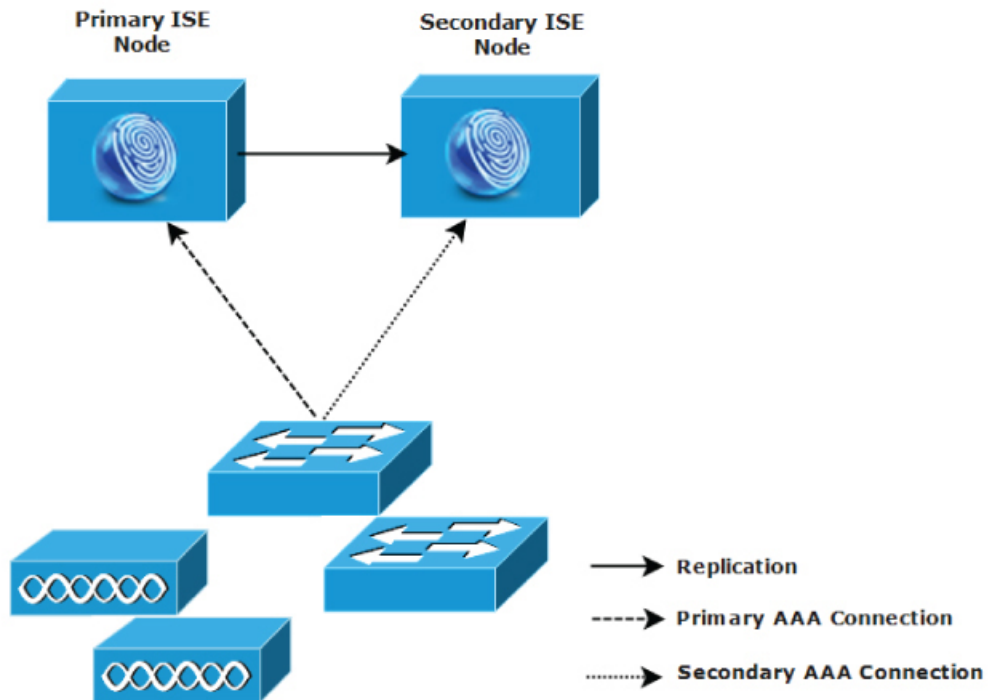 Primary ISE
Node
Secondary ISE
Node
Replication
Primary AAA Connection
Secondary AAA Connection